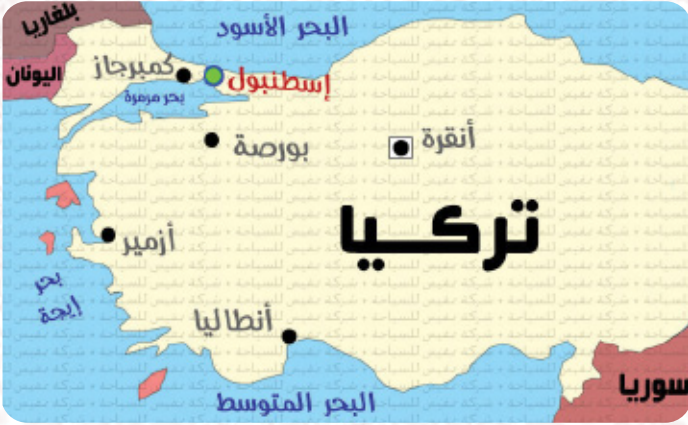 بلغاريا
البحر الأسود
اليونان
كمبرجاز
إسطنبول
بحر مرمرة
بورصة
أنقرة
تركيا
أزمير
بحر
إيجة
أنطاليا
سوريا
البحر المتوسط